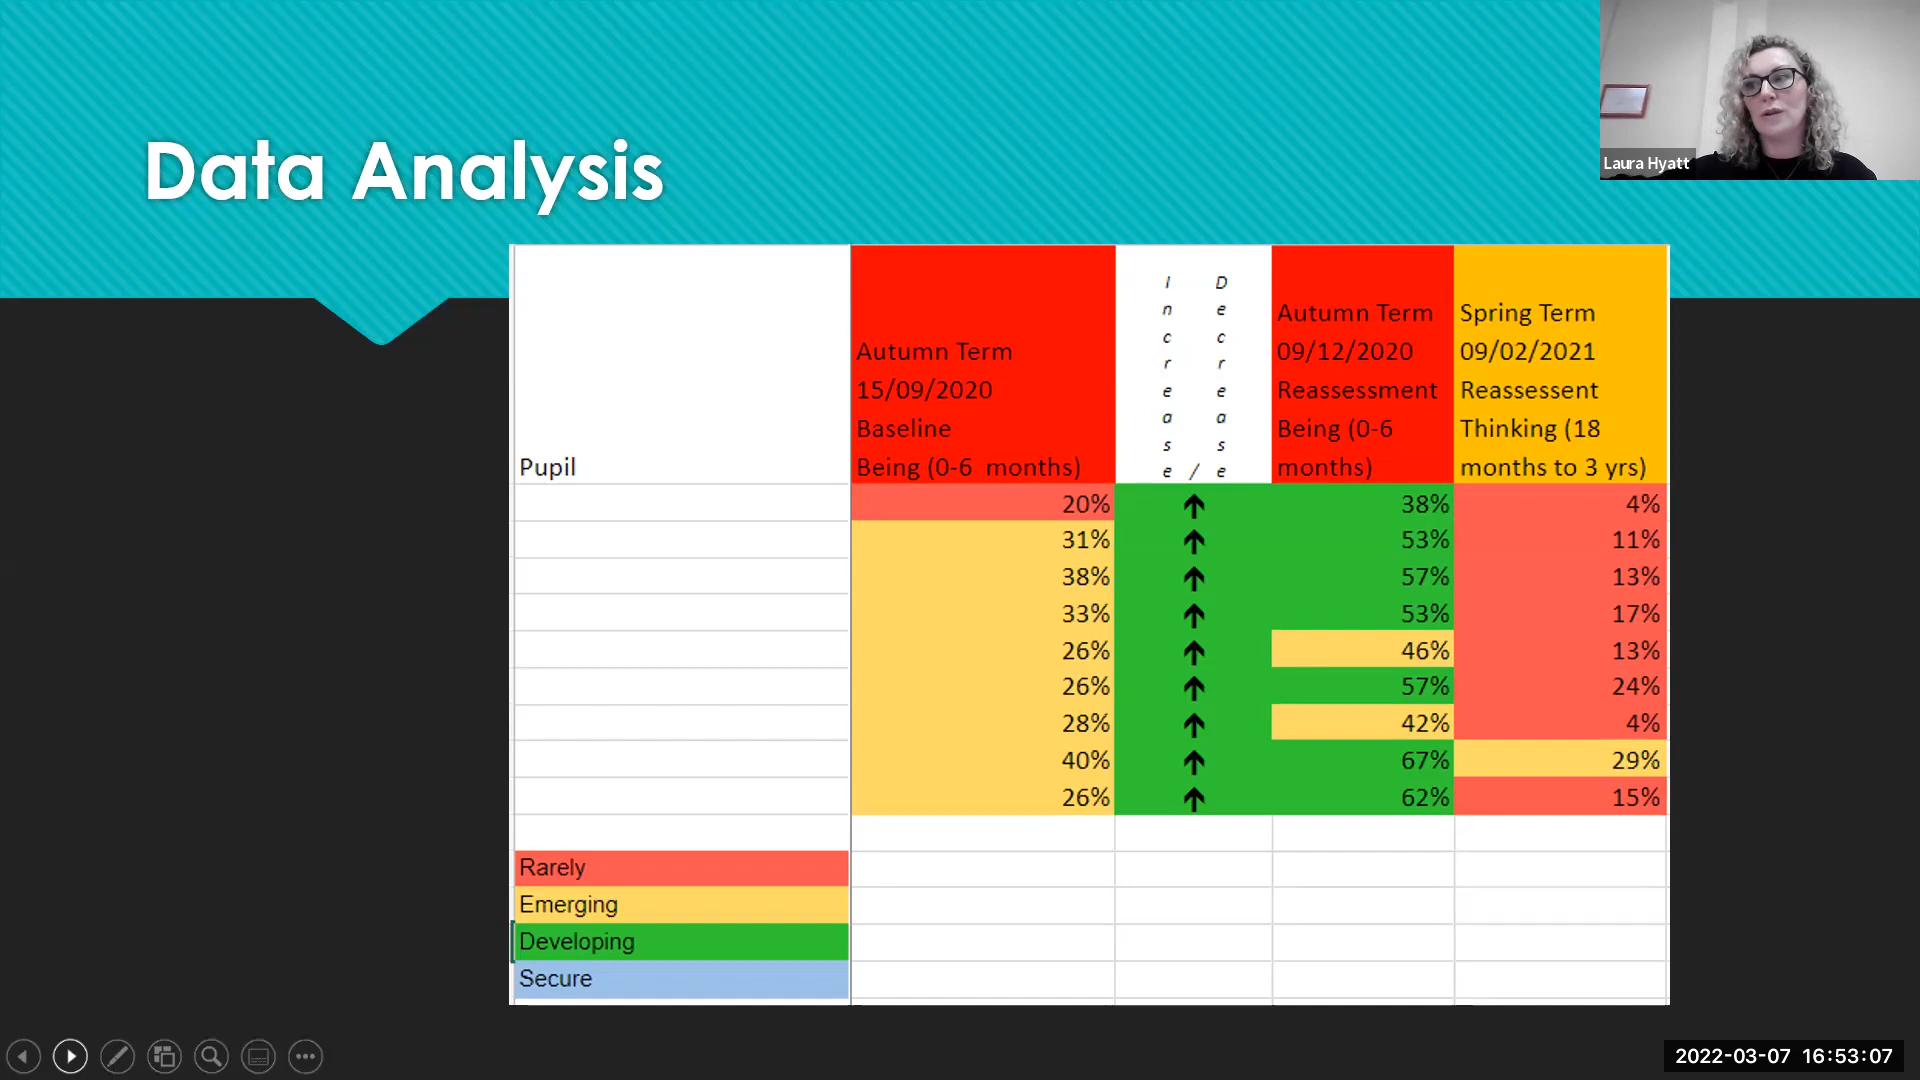 Laura Hyatt
Data Analysis
Pupil
Autumn Term
15/09/2020
Baseline
Being (0-6 months)
Increase / Decrease
Autumn Term
09/12/2020
Reassessment
Being (0-6
months)
Spring Term
09/02/2021
Reassessent
Thinking (18
months to 3 yrs)
20% 38% 4%
31% 53% 11%
38% 57% 13%
33% 53% 17%
26% 46% 13%
26% 57% 24%
28% 42% 4%
40% 67% 29%
26% 62% 15%
Rarely
Emerging
Developing
Secure
2022-03-07 16:53:07